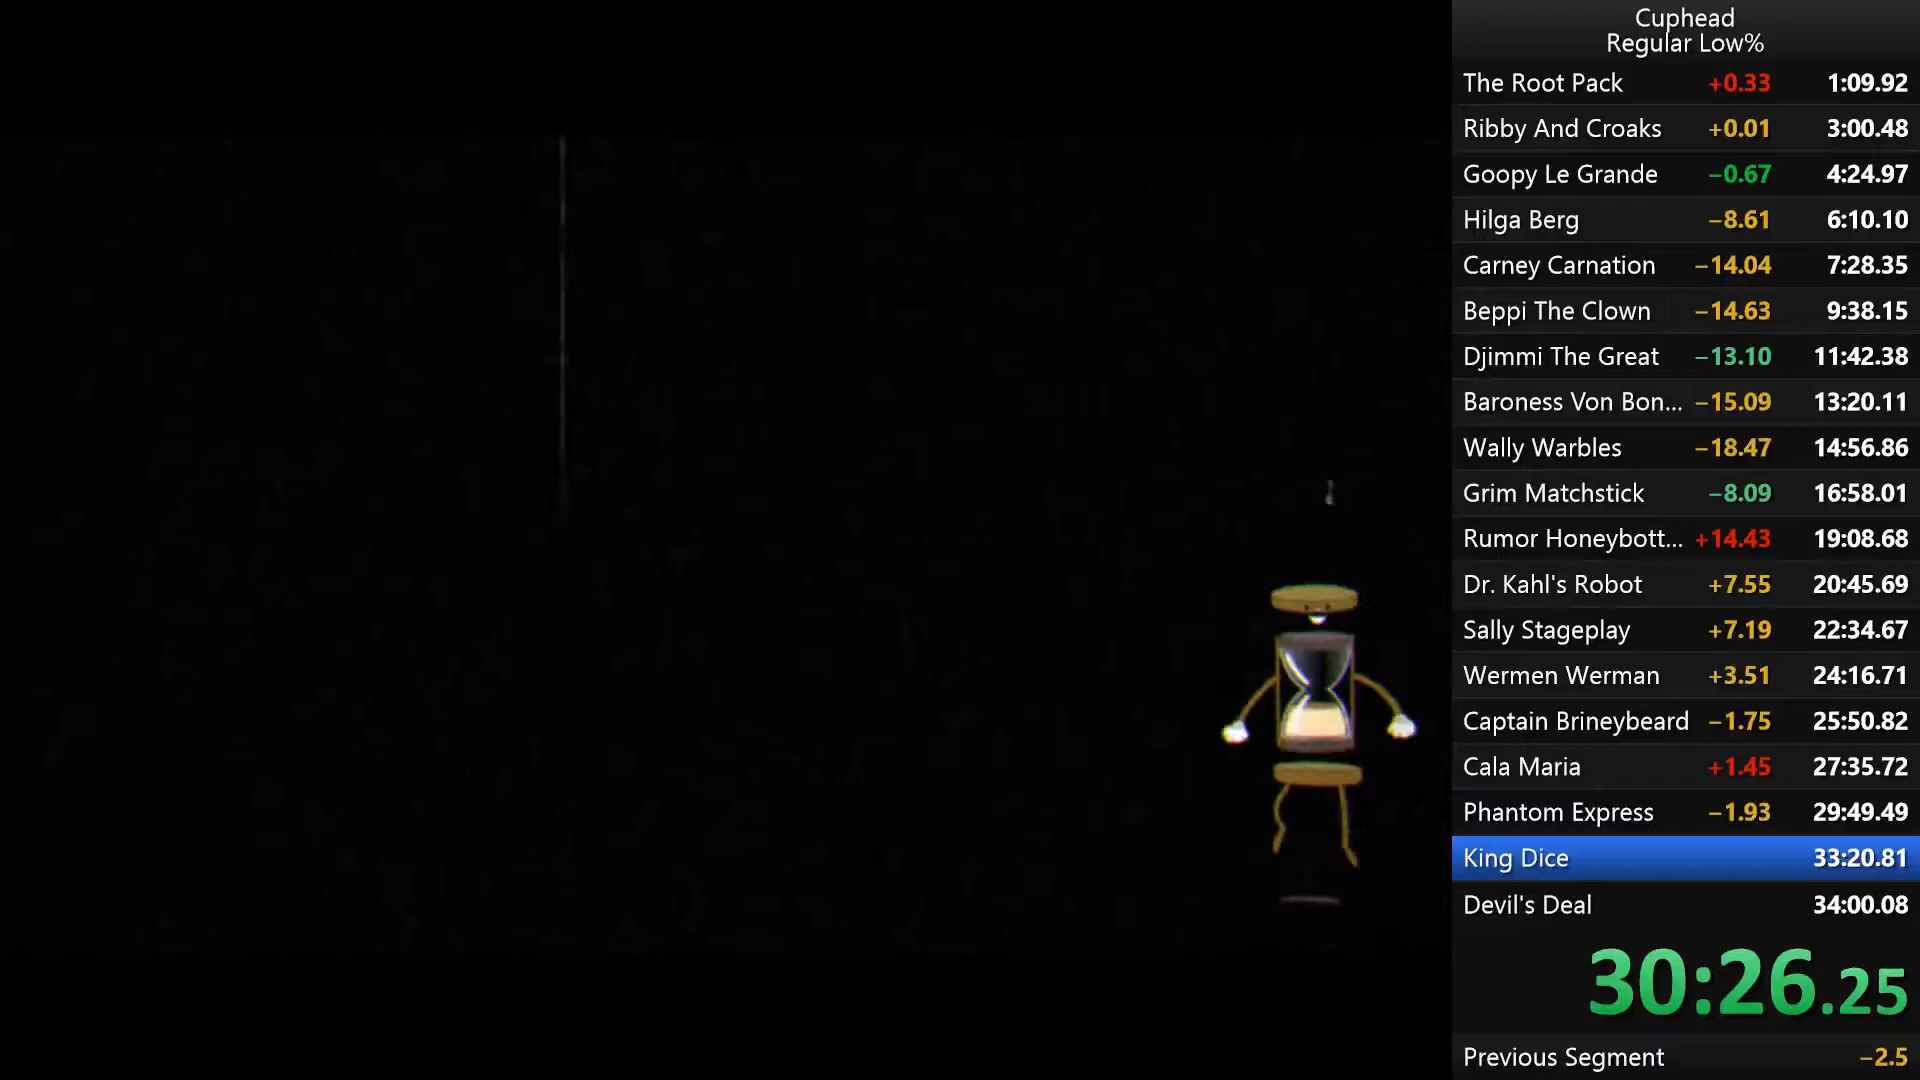 Cuphead
Regular Low%
The Root Pack +0.33 1:09.92
Ribby And Croaks +0.01 3:00.48
Goopy Le Grande −0.67 4:24.97
Hilga Berg −8.61 6:10.10
Carney Carnation −14.04 7:28.35
Beppi The Clown −14.63 9:38.15
Djimmi The Great −13.10 11:42.38
Baroness Von Bon... −15.09 13:20.11
Wally Warbles −18.47 14:56.86
Grim Matchstick −8.09 16:58.01
Rumor Honeybott... +14.43 19:08.68
Dr. Kahl's Robot +7.55 20:45.69
Sally Stageplay +7.19 22:34.67
Wermen Werman +3.51 24:16.71
Captain Brineybeard −1.75 25:50.82
Cala Maria +1.45 27:35.72
Phantom Express −1.93 29:49.49
King Dice 33:20.81
Devil's Deal 34:00.08
30:26.25
Previous Segment −2.5